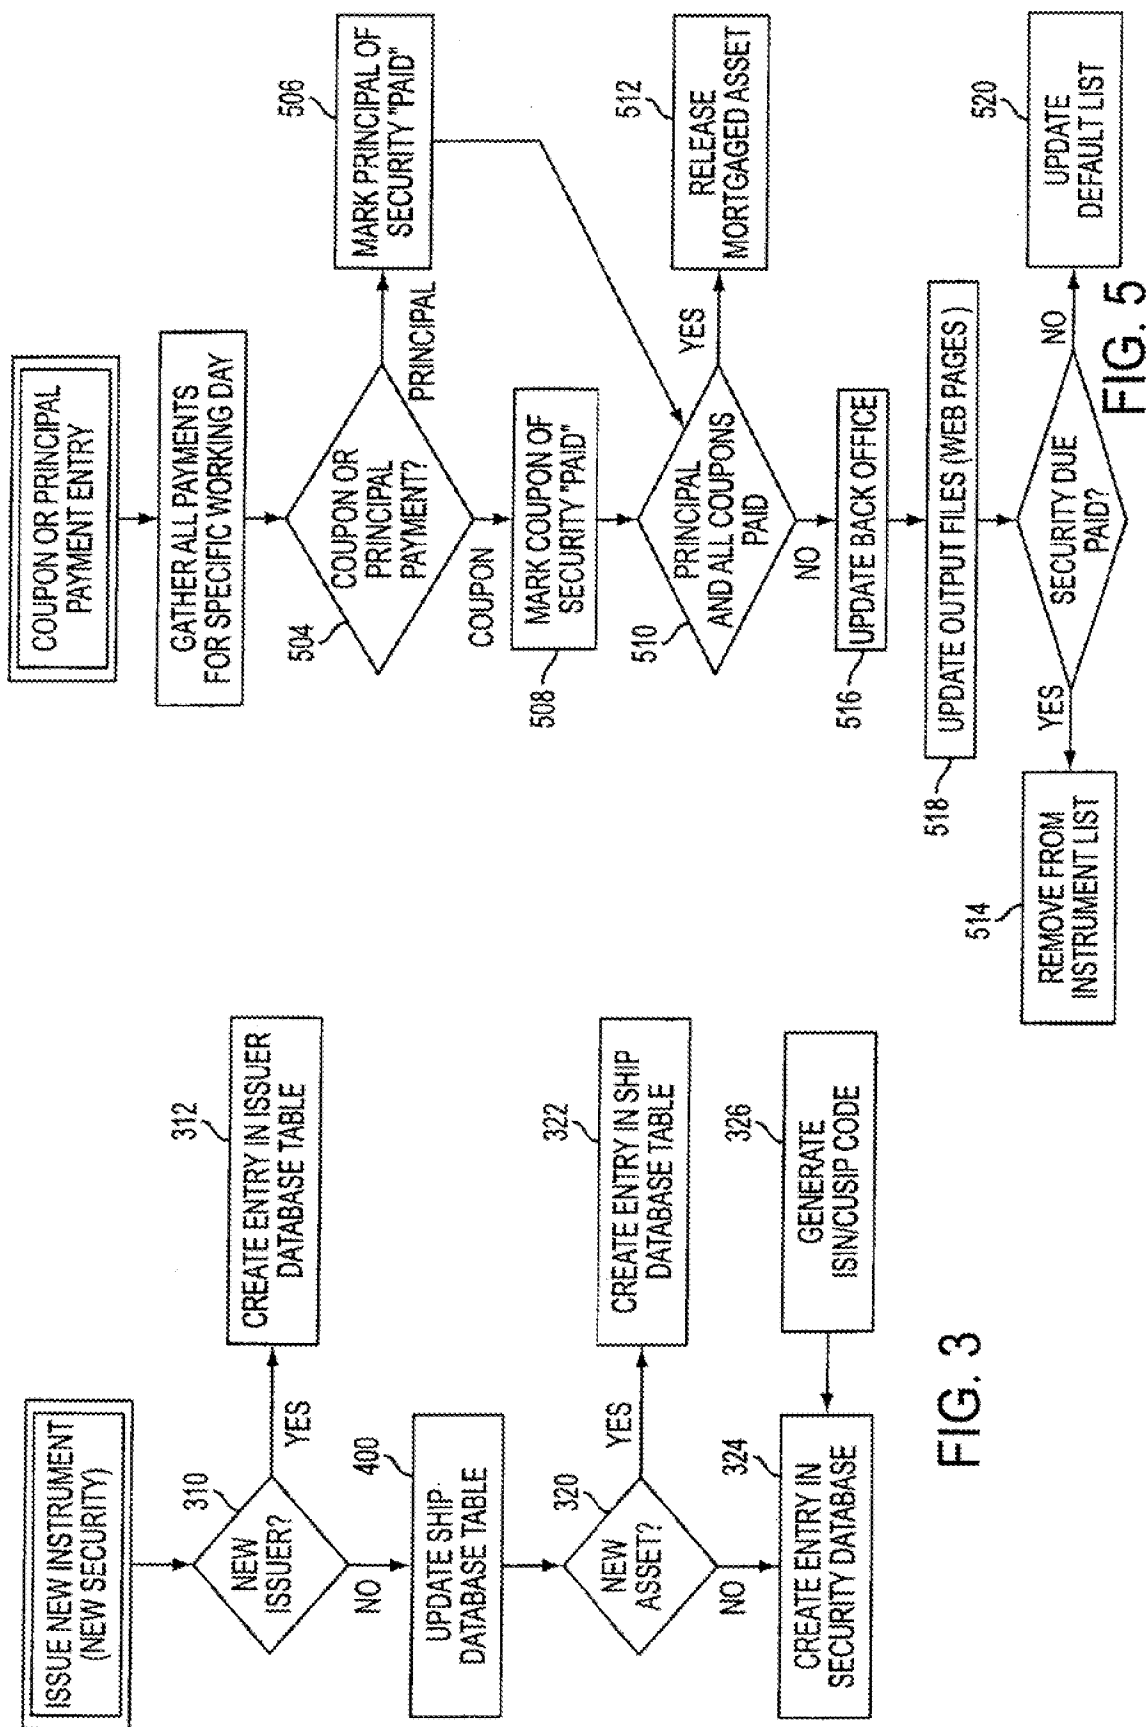 ISSUE NEW INSTRUMENT
(NEW SECURITY)
310
NEW
ISSUER?
YES
312
CREATE ENTRY IN ISSUER
DATABASE TABLE
NO
400
UPDATE SHIP
DATABASE TABLE
320
NEW
ASSET?
YES
322
CREATE ENTRY IN SHIP
DATABASE TABLE
NO
324
CREATE ENTRY IN
SECURITY DATABASE
326
GENERATE
ISIN/CUSIP CODE
FIG. 3
COUPON OR PRINCIPAL
PAYMENT ENTRY
GATHER ALL PAYMENTS
FOR SPECIFIC WORKING DAY
504
COUPON OR
PRINCIPAL
PAYMENT?
PRINCIPAL
506
MARK PRINCIPAL OF
SECURITY "PAID"
COUPON
508
MARK COUPON OF
SECURITY "PAID"
510
PRINCIPAL
AND ALL COUPONS
PAID
YES
512
RELEASE
MORTGAGED ASSET
NO
516
UPDATE BACK OFFICE
518
UPDATE OUTPUT FILES (WEB PAGES )
SECURITY DUE
PAID?
YES
514
REMOVE FROM
INSTRUMENT LIST
NO
520
UPDATE
DEFAULT LIST
FIG. 5